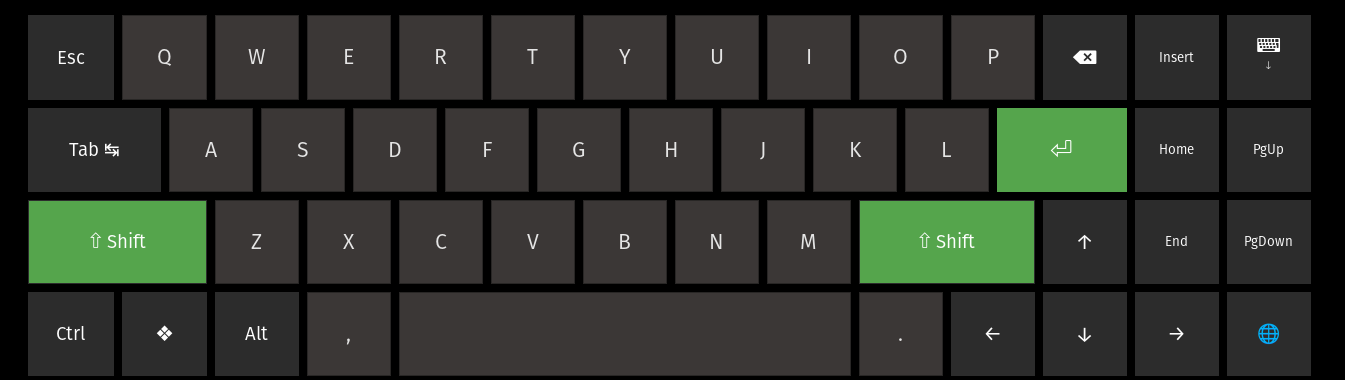 Esc Q W E R T Y U I O P ⌫ Insert ⌨ ↓
Tab ↹ A S D F G H J K L ⏎ Home PgUp
⇧ Shift Z X C V B N M ⇧ Shift ↑ End PgDown
Ctrl ❖ Alt , . ← ↓ → 🌐